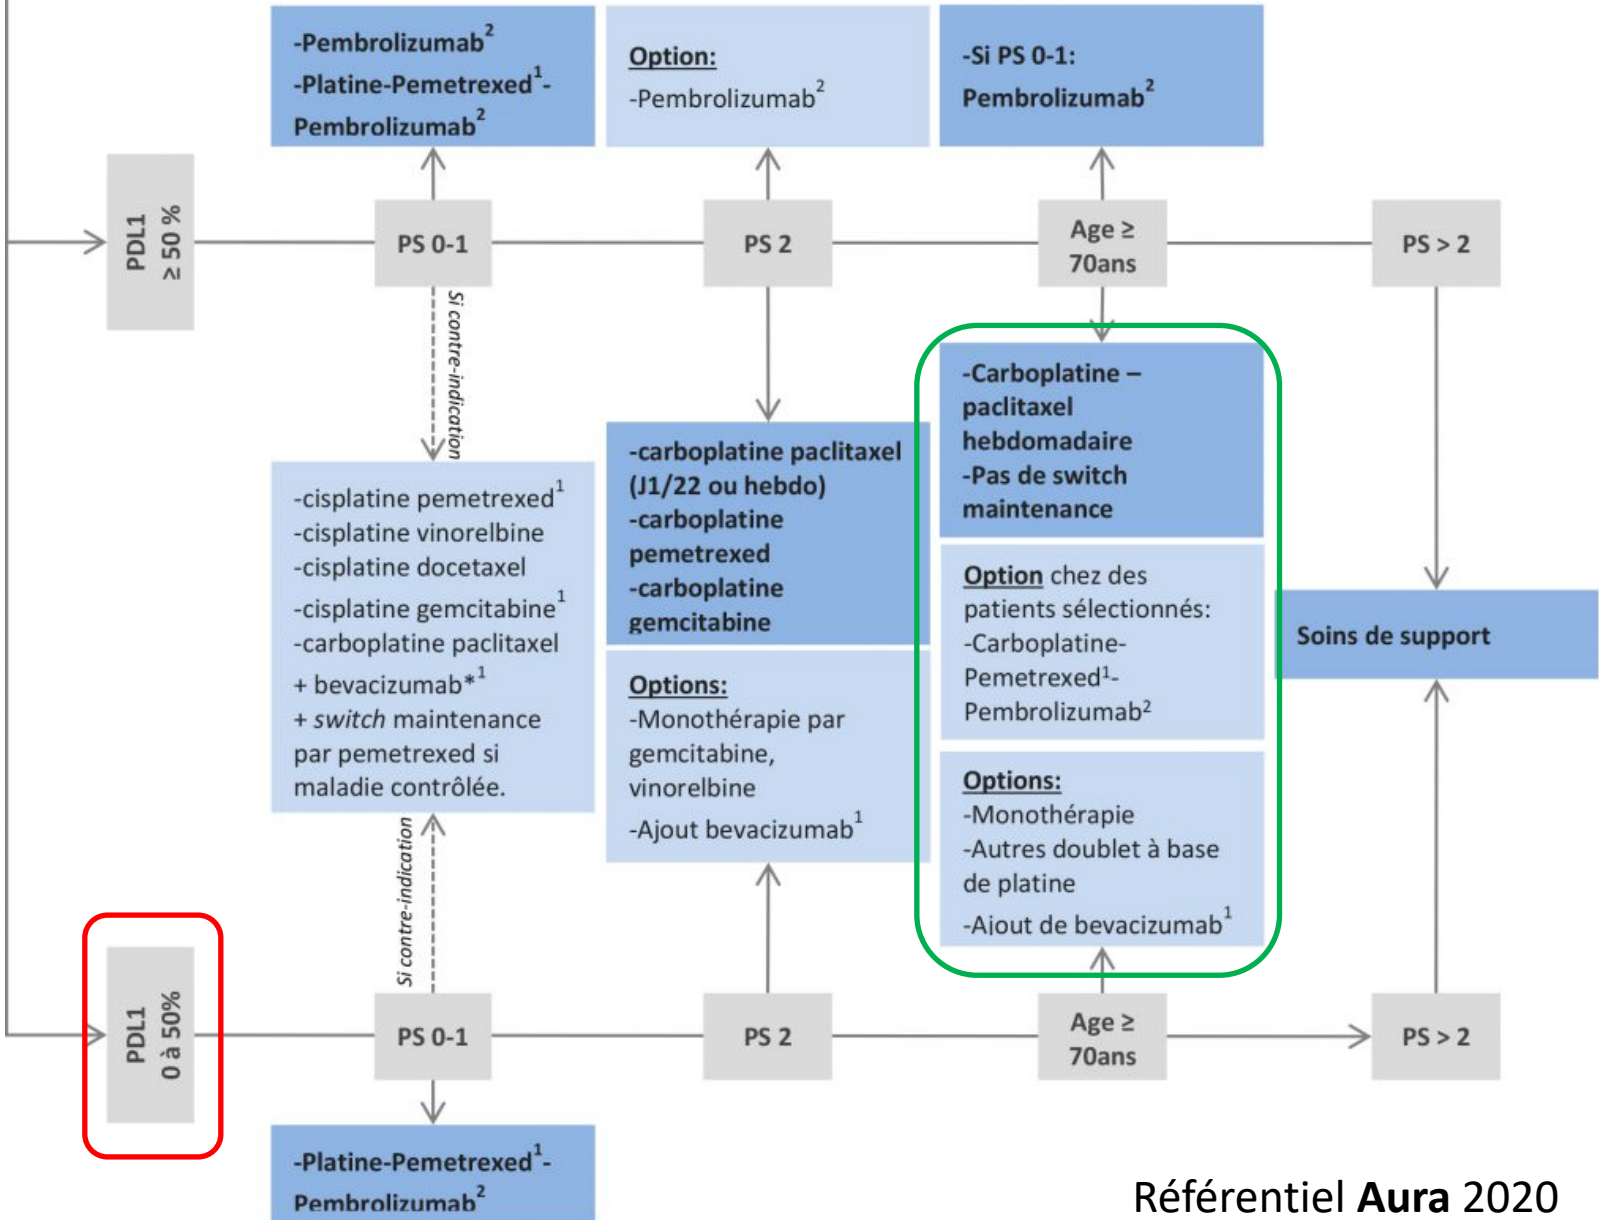 -Pembrolizumab²
-Platine-Pemetrexed¹-
Pembrolizumab²
Option:
-Pembrolizumab²
-Si PS 0-1:
Pembrolizumab²
PDL1
≥ 50 %
PS 0-1
PS 2
Age ≥
70ans
PS > 2
Si contre-indication
-cisplatine pemetrexed¹
-cisplatine vinorelbine
-cisplatine docetaxel
-cisplatine gemcitabine¹
-carboplatine paclitaxel
+ bevacizumab*¹
+ switch maintenance
par pemetrexed si
maladie contrôlée.
-carboplatine paclitaxel
(J1/22 ou hebdo)
-carboplatine
pemetrexed
-carboplatine
gemcitabine
Options:
-Monothérapie par
gemcitabine,
vinorelbine
-Ajout bevacizumab¹
-Carboplatine –
paclitaxel
hebdomadaire
-Pas de switch
maintenance
Option chez des
patients sélectionnés:
-Carboplatine-
Pemetrexed¹-
Pembrolizumab²
Options:
-Monothérapie
-Autres doublet à base
de platine
-Ajout de bevacizumab¹
Soins de support
Si contre-indication
PDL1
0 à 50%
PS 0-1
PS 2
Age ≥
70ans
PS > 2
-Platine-Pemetrexed¹-
Pembrolizumab²
Référentiel Aura 2020